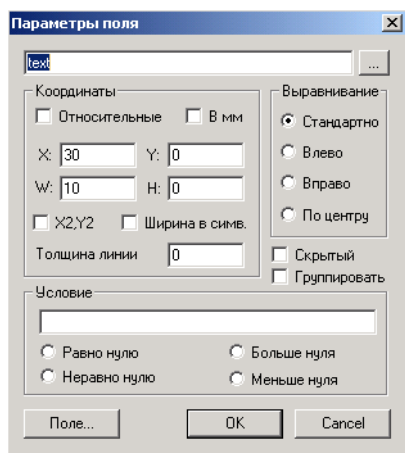 Параметры поля
text
...
Координаты
Относительные В мм
X: 30 Y: 0
W: 10 H: 0
X2,Y2 Ширина в симв.
Толщина линии 0
Выравнивание
Стандартно
Влево
Вправо
По центру
Скрытый
Группировать
Условие
Равно нулю Больше нуля
Неравно нулю Меньше нуля
Поле... OK Cancel